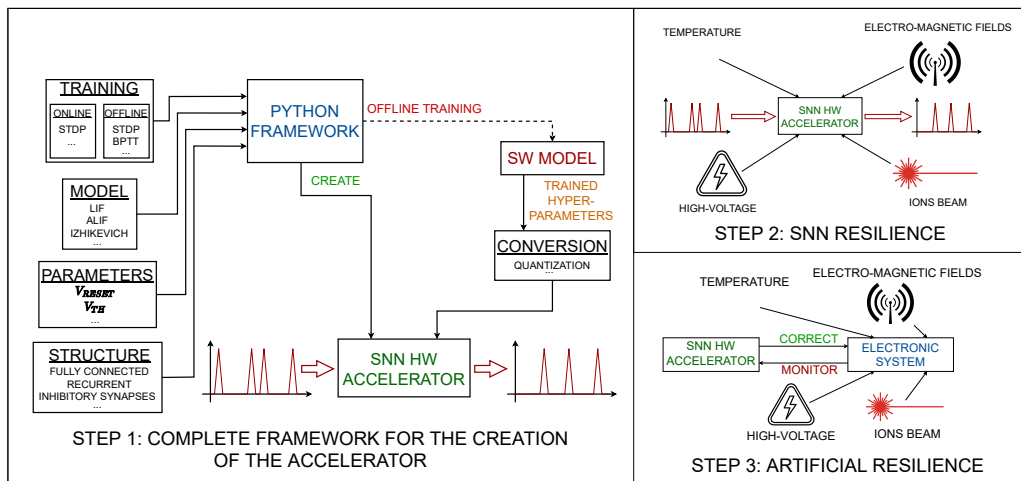 TRAINING
ONLINE
STDP
...
OFFLINE
STDP
BPTT
...
MODEL
LIF
ALIF
IZHIKEVICH
...
PARAMETERS
V_RESET
V_TH
...
STRUCTURE
FULLY CONNECTED
RECURRENT
INHIBITORY SYNAPSES
...
PYTHON
FRAMEWORK
OFFLINE TRAINING
CREATE
SW MODEL
TRAINED
HYPER-
PARAMETERS
CONVERSION
QUANTIZATION
...
SNN HW
ACCELERATOR
STEP 1: COMPLETE FRAMEWORK FOR THE CREATION
OF THE ACCELERATOR
TEMPERATURE
ELECTRO-MAGNETIC FIELDS
SNN HW
ACCELERATOR
HIGH-VOLTAGE
IONS BEAM
STEP 2: SNN RESILIENCE
TEMPERATURE
ELECTRO-MAGNETIC FIELDS
SNN HW
ACCELERATOR
CORRECT
MONITOR
ELECTRONIC
SYSTEM
HIGH-VOLTAGE
IONS BEAM
STEP 3: ARTIFICIAL RESILIENCE